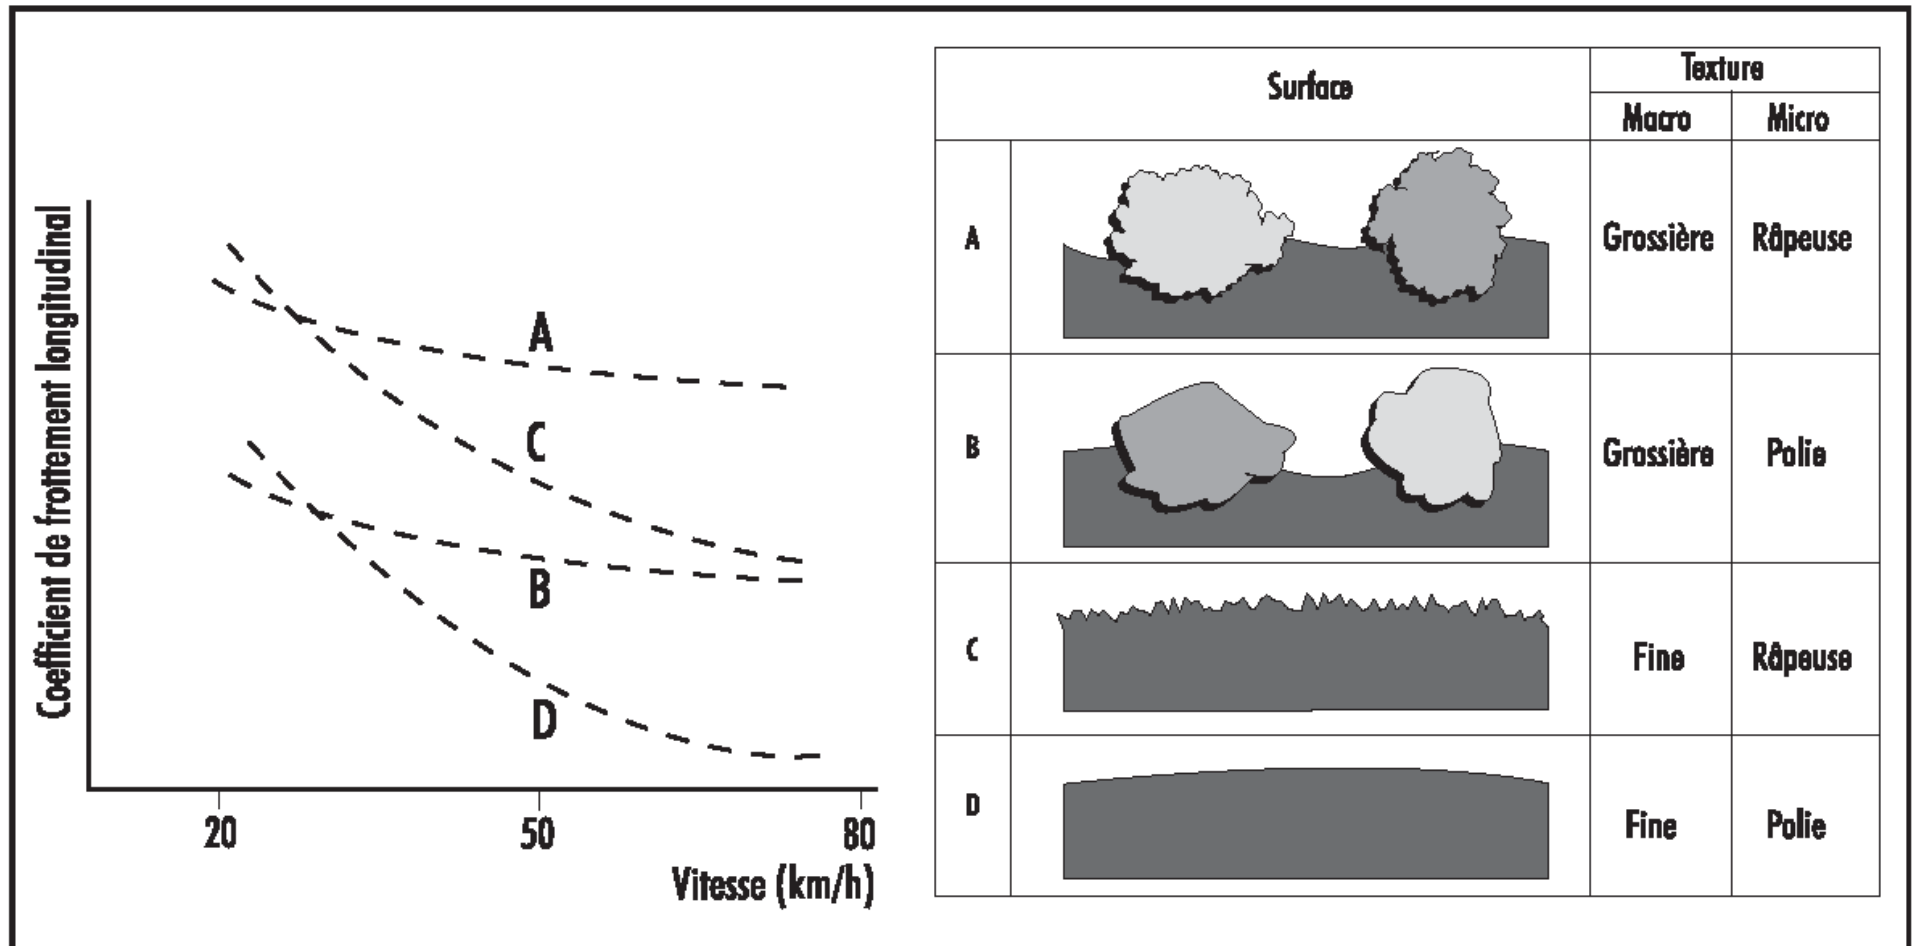 Coefficient de frottement longitudinal
A
C
B
D
20 50 80
Vitesse (km/h)
Surface Texture
Macro Micro
A Grossière Râpeuse
B Grossière Polie
C Fine Râpeuse
D Fine Polie